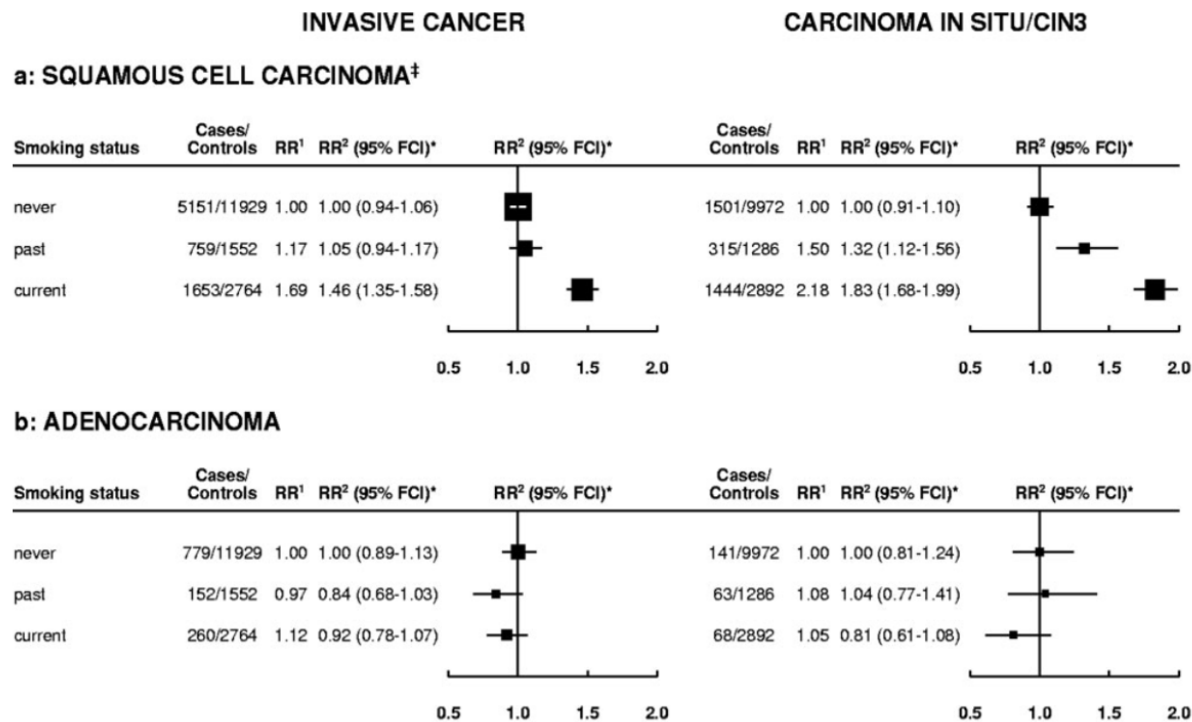 INVASIVE CANCER CARCINOMA IN SITU/CIN3
a: SQUAMOUS CELL CARCINOMA‡
Cases/ Cases/
Smoking status Controls RR¹ RR² (95% FCI)* RR² (95% FCI)* Controls RR¹ RR² (95% FCI)* RR² (95% FCI)*
never 5151/11929 1.00 1.00 (0.94-1.06) 1501/9972 1.00 1.00 (0.91-1.10)
past 759/1552 1.17 1.05 (0.94-1.17) 315/1286 1.50 1.32 (1.12-1.56)
current 1653/2764 1.69 1.46 (1.35-1.58) 1444/2892 2.18 1.83 (1.68-1.99)
0.5 1.0 1.5 2.0 0.5 1.0 1.5 2.0
b: ADENOCARCINOMA
Cases/ Cases/
Smoking status Controls RR¹ RR² (95% FCI)* RR² (95% FCI)* Controls RR¹ RR² (95% FCI)* RR² (95% FCI)*
never 779/11929 1.00 1.00 (0.89-1.13) 141/9972 1.00 1.00 (0.81-1.24)
past 152/1552 0.97 0.84 (0.68-1.03) 63/1286 1.08 1.04 (0.77-1.41)
current 260/2764 1.12 0.92 (0.78-1.07) 68/2892 1.05 0.81 (0.61-1.08)
0.5 1.0 1.5 2.0 0.5 1.0 1.5 2.0